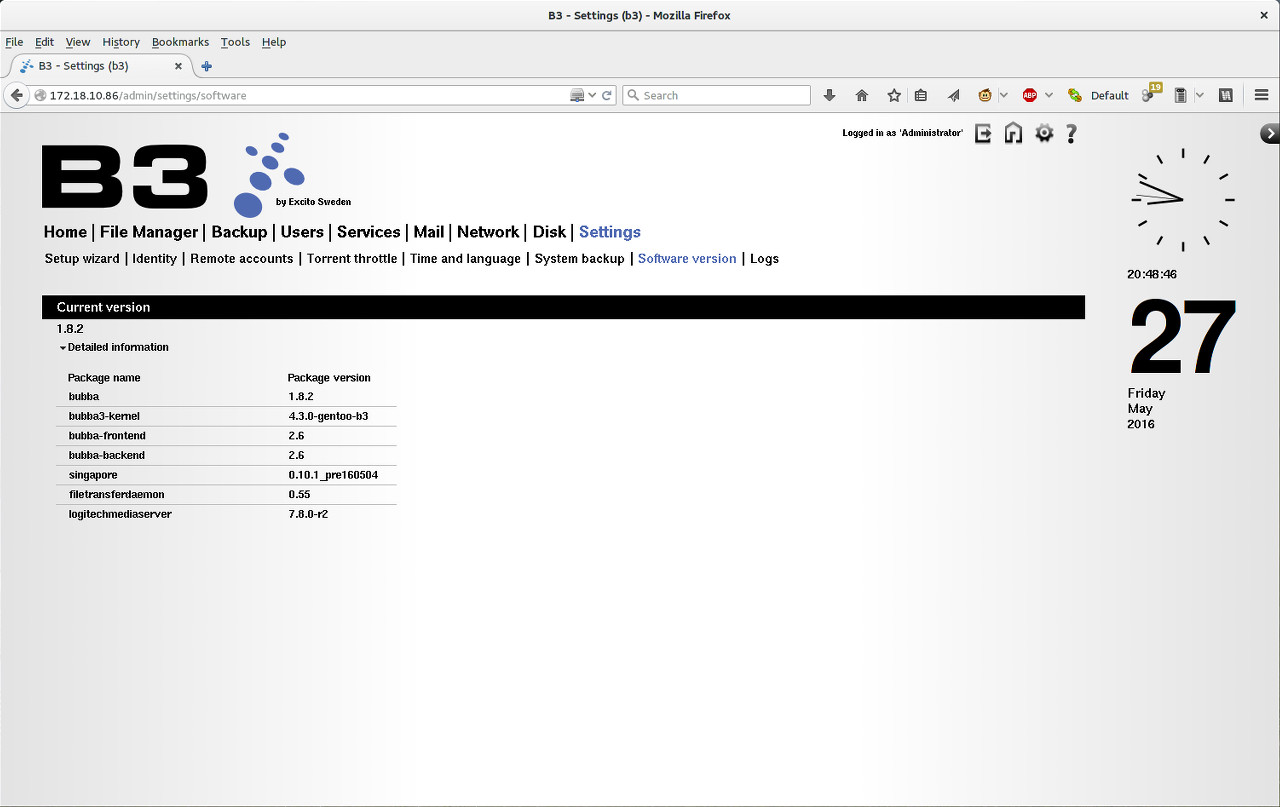 B3 - Settings (b3) - Mozilla Firefox
File Edit View History Bookmarks Tools Help
B3 - Settings (b3)
172.18.10.86/admin/settings/software
Search
ABP
Default
19
Logged in as 'Administrator'
?
B3
by Excito Sweden
Home | File Manager | Backup | Users | Services | Mail | Network | Disk | Settings
Setup wizard | Identity | Remote accounts | Torrent throttle | Time and language | System backup | Software version | Logs
Current version
1.8.2
Detailed information
Package name Package version
bubba 1.8.2
bubba3-kernel 4.3.0-gentoo-b3
bubba-frontend 2.6
bubba-backend 2.6
singapore 0.10.1_pre160504
filetransferdaemon 0.55
logitechmediaserver 7.8.0-r2
20:48:46
27
Friday
May
2016